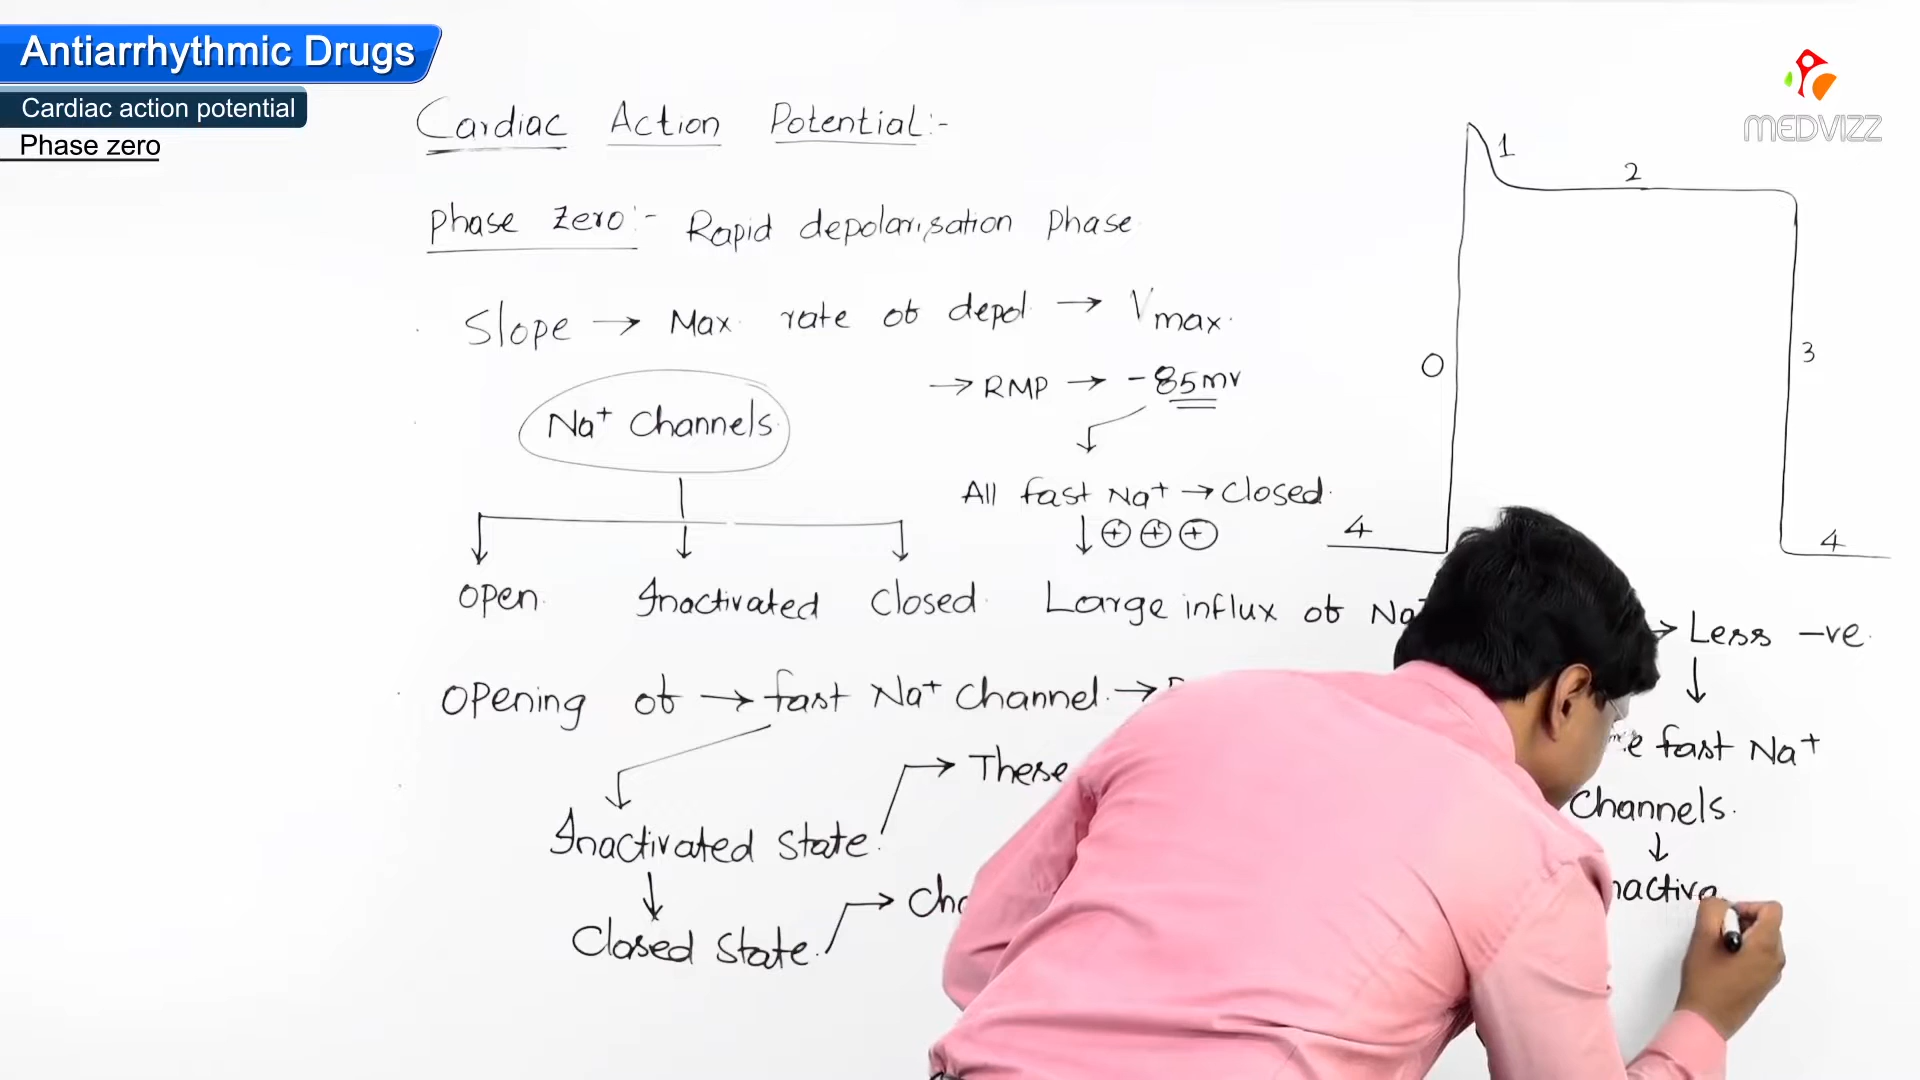 Antiarrhythmic Drugs
Cardiac action potential
Phase zero
MEDVIZZ
Cardiac Action Potential:-
Phase Zero:- Rapid depolarisation Phase
Slope → Max rate of depol → Vmax.
→ RMP → -85mv
Na+ Channels
All fast Na+ → Closed.
↓ + + +
Open. Inactivated Closed. Large influx of Na+
→ Less -ve.
Opening of → fast Na+ Channel. →
fast Na+
Channels.
Inactivated State. → These
Closed State. →
1
2
0
3
4
4